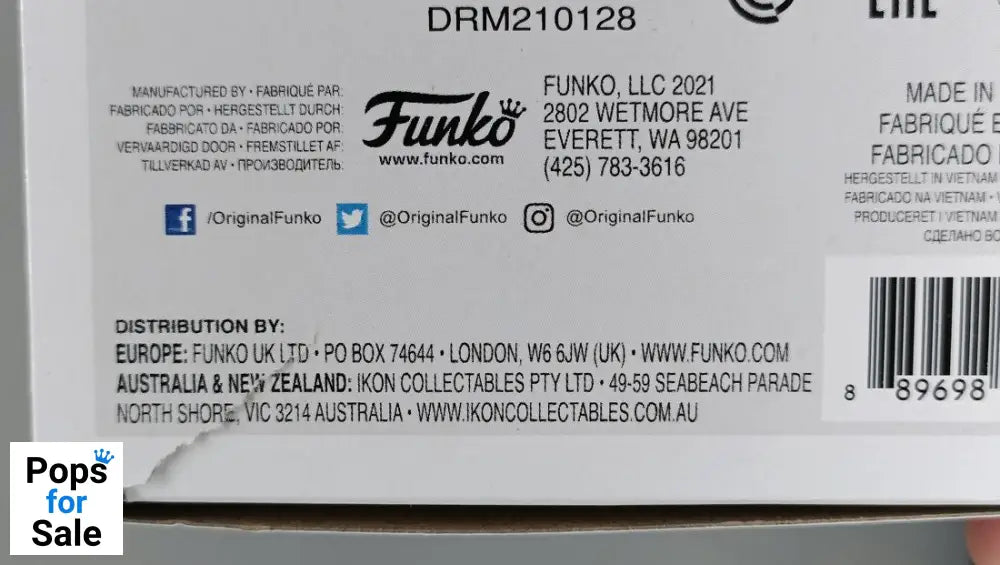 DRM210128
MANUFACTURED BY • FABRIQUÉ PAR:
FABRICADO POR • HERGESTELLT DURCH:
FABBRICATO DA • FABRICADO POR:
VERVAARDIGD DOOR • FREMSTILLET AF:
TILLVERKAD AV • ПРОИЗВОДИТЕЛЬ:
Funko
www.funko.com
FUNKO, LLC 2021
2802 WETMORE AVE
EVERETT, WA 98201
(425) 783-3616
MADE IN
FABRIQUÉ E
FABRICADO
HERGESTELLT IN VIETNAM
FABRICADO NA VIETNAM •
PRODUCERET I VIETNAM
СДЕЛАНО ВО
/OriginalFunko @OriginalFunko @OriginalFunko
DISTRIBUTION BY:
EUROPE: FUNKO UK LTD • PO BOX 74644 • LONDON, W6 6JW (UK) • WWW.FUNKO.COM
AUSTRALIA & NEW ZEALAND: IKON COLLECTABLES PTY LTD • 49-59 SEABEACH PARADE
NORTH SHORE, VIC 3214 AUSTRALIA • WWW.IKONCOLLECTABLES.COM.AU
8 89698
Pops
for
Sale